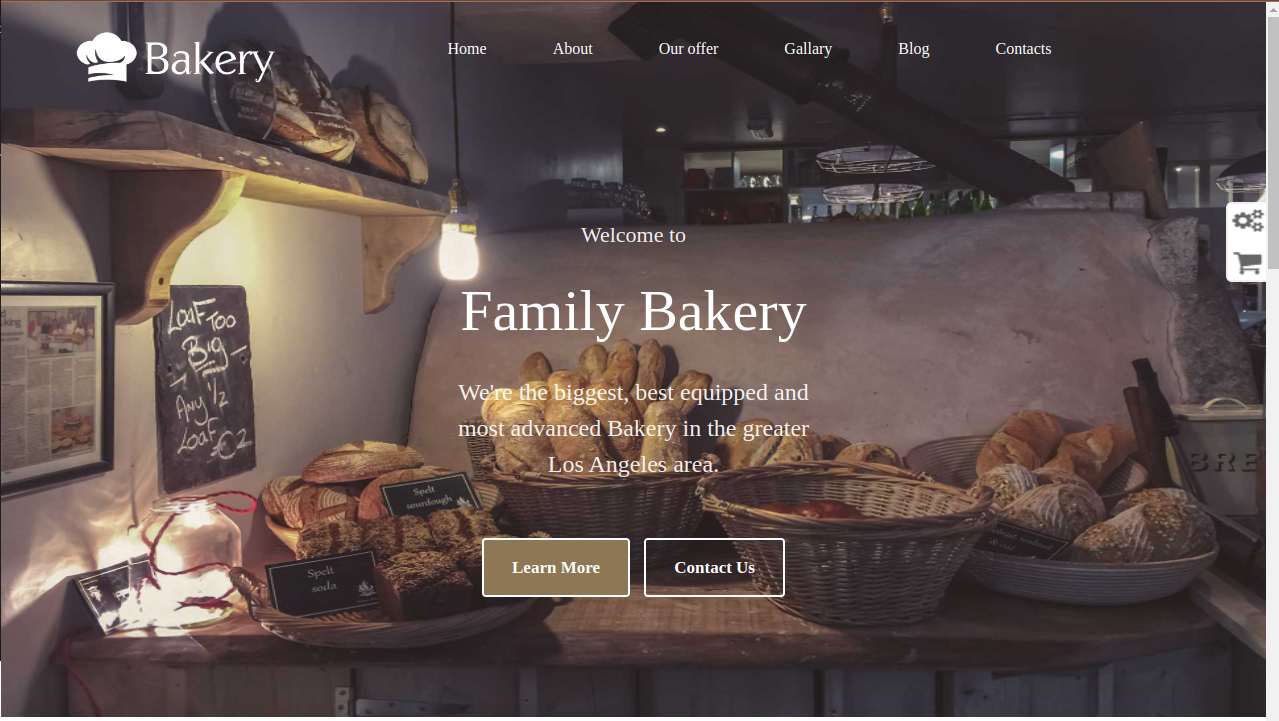 Bakery
Home
About
Our offer
Gallary
Blog
Contacts
Welcome to
Family Bakery
We're the biggest, best equipped and
most advanced Bakery in the greater
Los Angeles area.
Learn More
Contact Us
LOAF TOO
BIG
ANY 1/2
LOAF €2
Spelt
sourdough
Spelt
soda
BRE